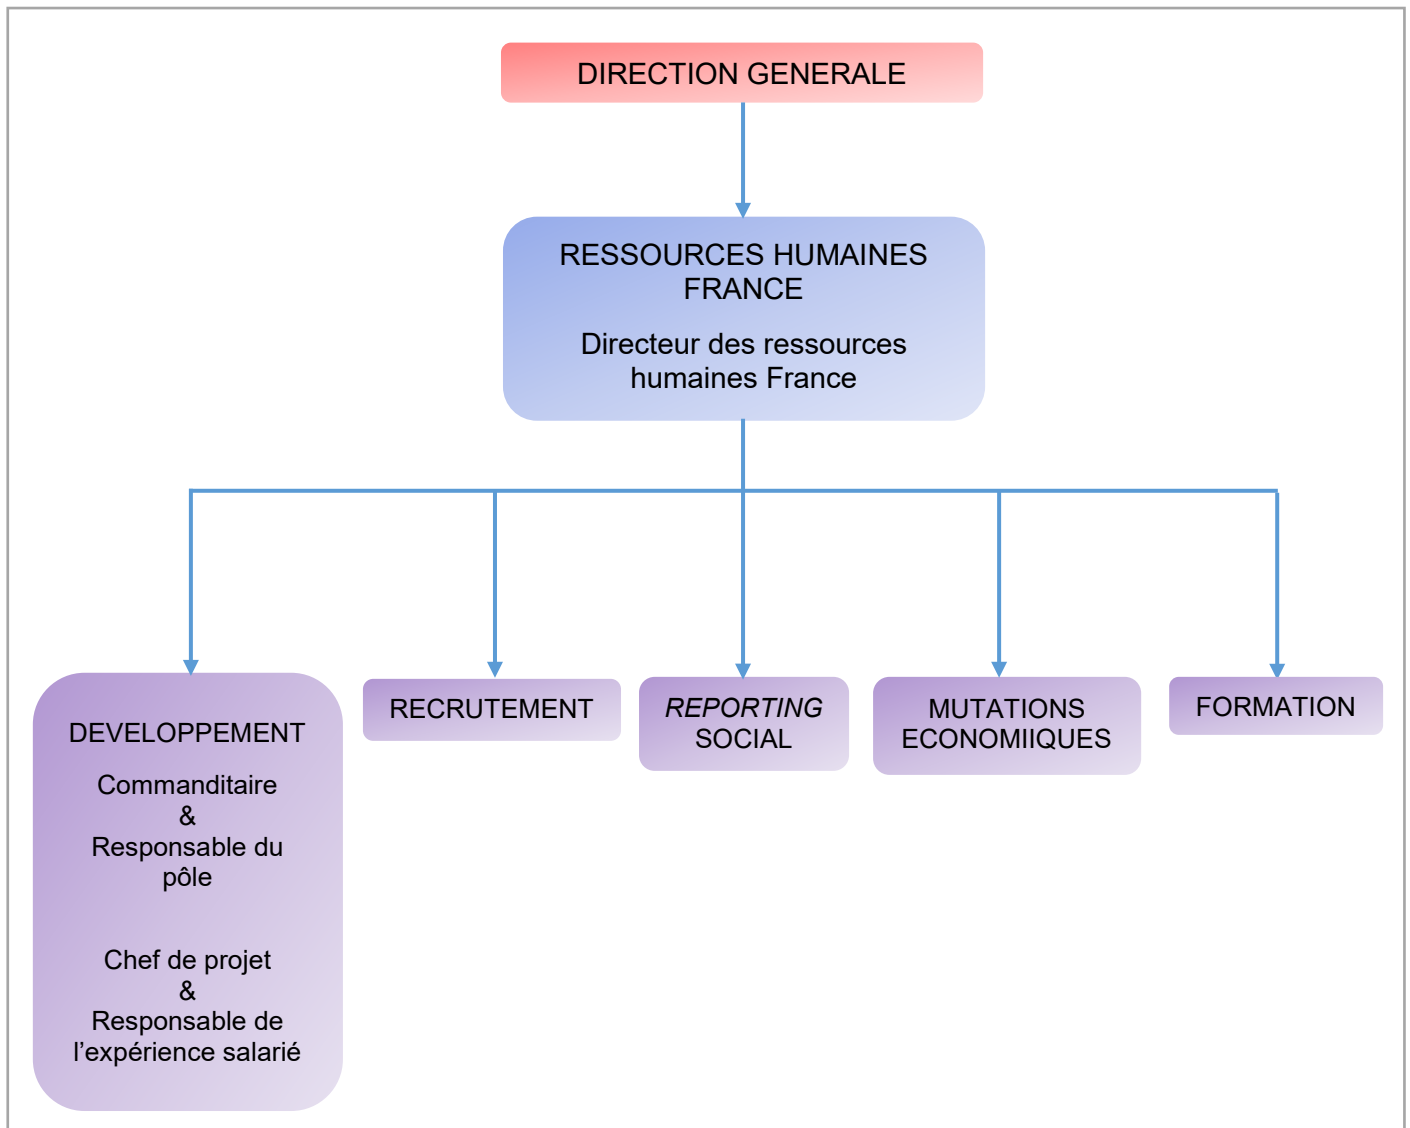 DIRECTION GENERALE
RESSOURCES HUMAINES
FRANCE
Directeur des ressources
humaines France
DEVELOPPEMENT
Commanditaire
&
Responsable du
pôle
Chef de projet
&
Responsable de
l’expérience salarié
RECRUTEMENT
REPORTING
SOCIAL
MUTATIONS
ECONOMIIQUES
FORMATION